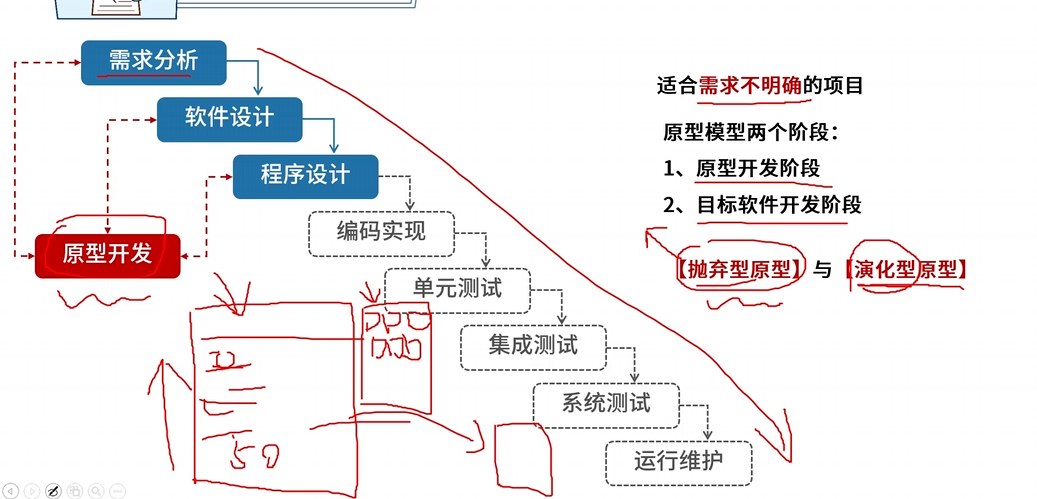 需求分析
软件设计
程序设计
编码实现
单元测试
集成测试
系统测试
运行维护
原型开发
适合需求不明确的项目
原型模型两个阶段：
1、原型开发阶段
2、目标软件开发阶段
【抛弃型原型】与【演化型原型】
50